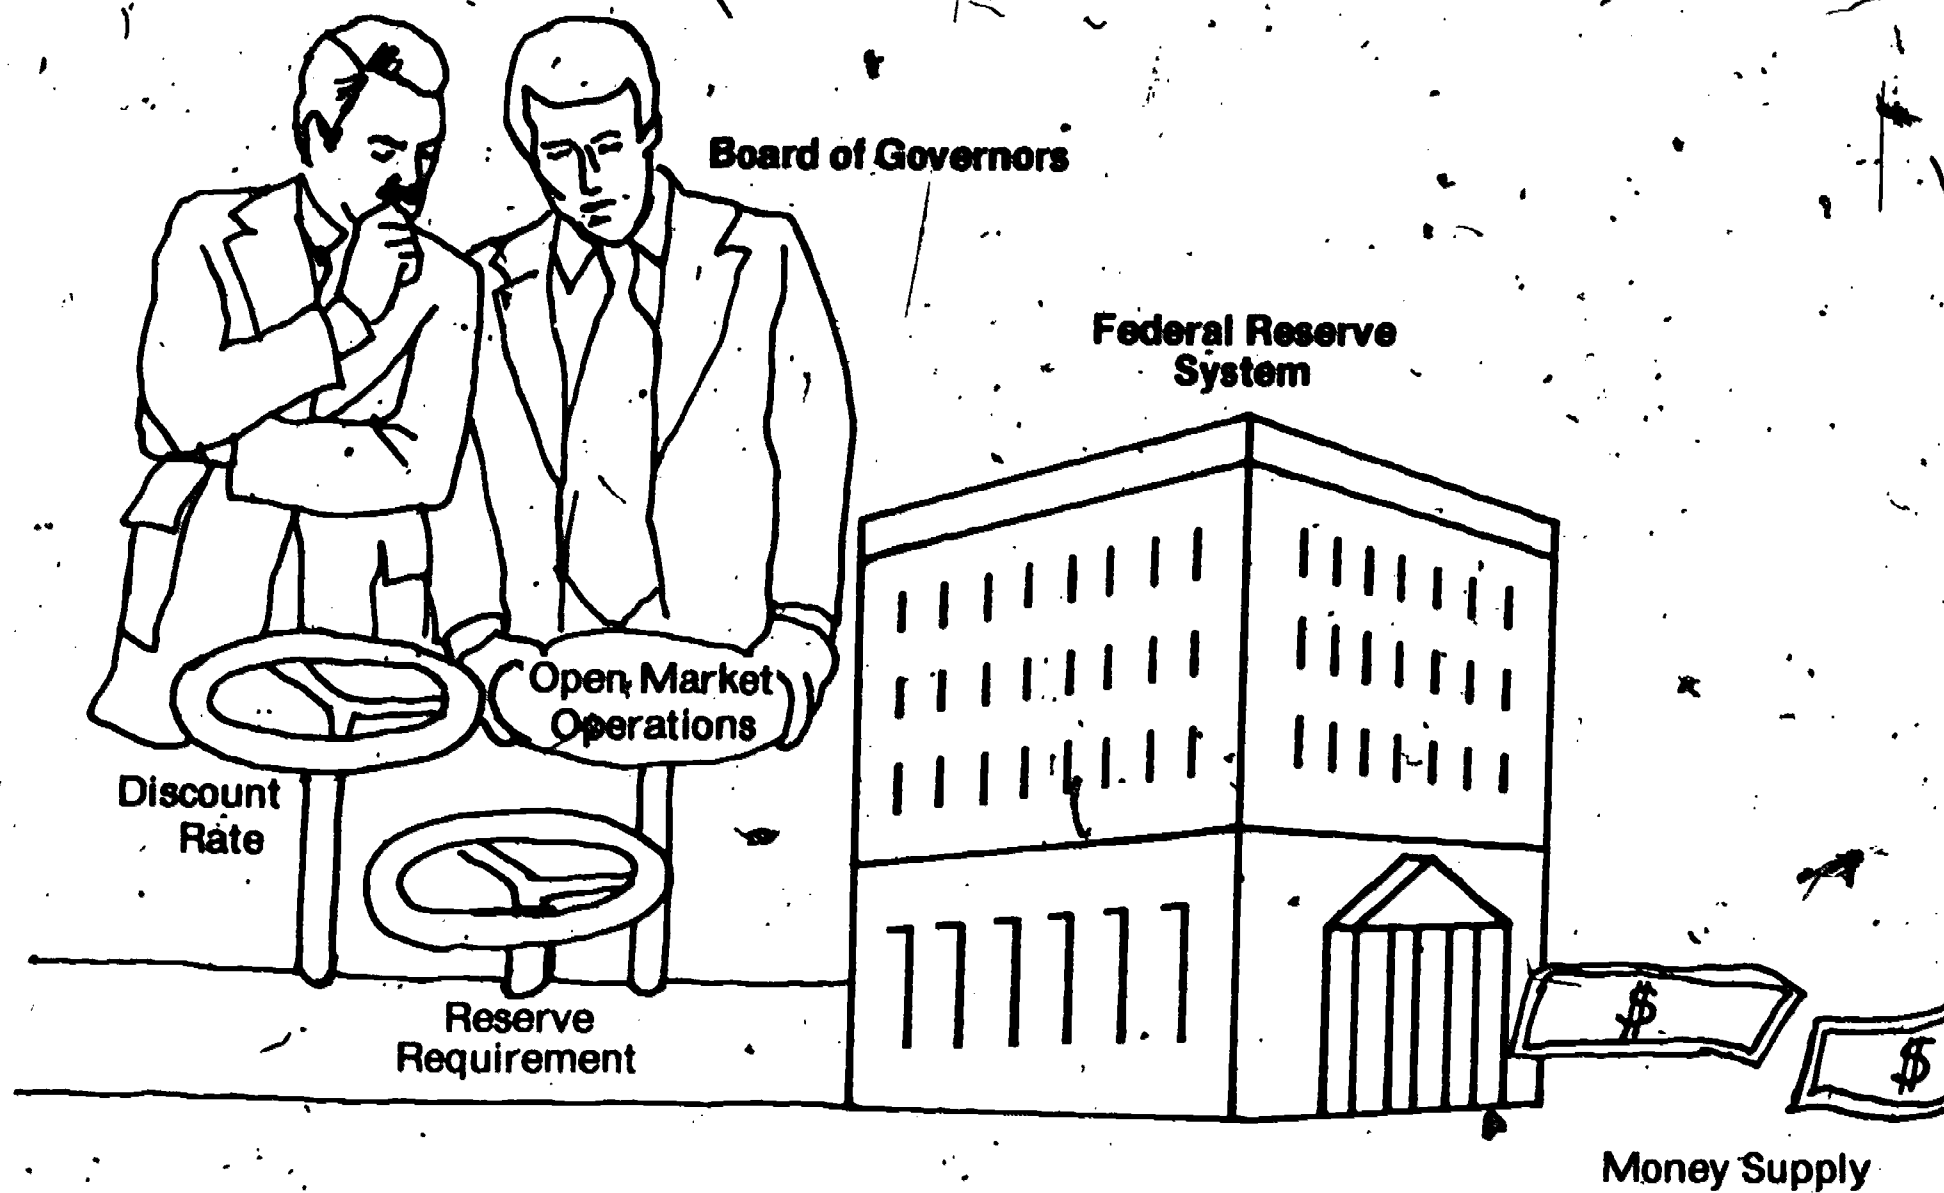 Board of Governors
Federal Reserve
System
Open Market
Operations
Discount
Rate
Reserve
Requirement
$
$
Money Supply